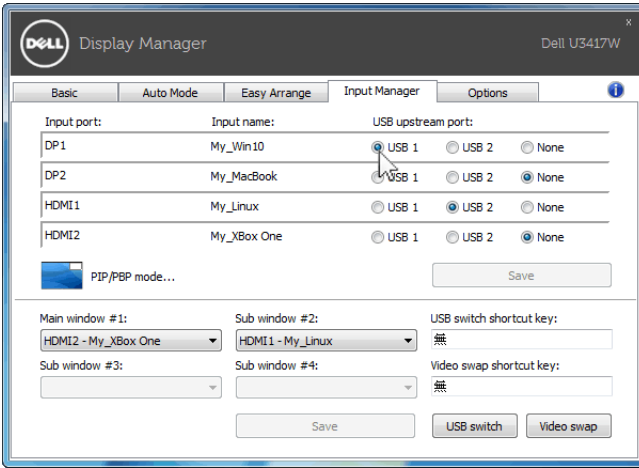 DELL Display Manager x
Dell U3417W
Basic Auto Mode Easy Arrange Input Manager Options i
Input port: Input name: USB upstream port:
DP1 My_Win10 USB 1 USB 2 None
DP2 My_MacBook USB 1 USB 2 None
HDMI1 My_Linux USB 1 USB 2 None
HDMI2 My_XBox One USB 1 USB 2 None
PIP/PBP mode... Save
Main window #1: Sub window #2: USB switch shortcut key:
HDMI2 - My_XBox One HDMI1 - My_Linux 無
Sub window #3: Sub window #4: Video swap shortcut key:
無
Save USB switch Video swap